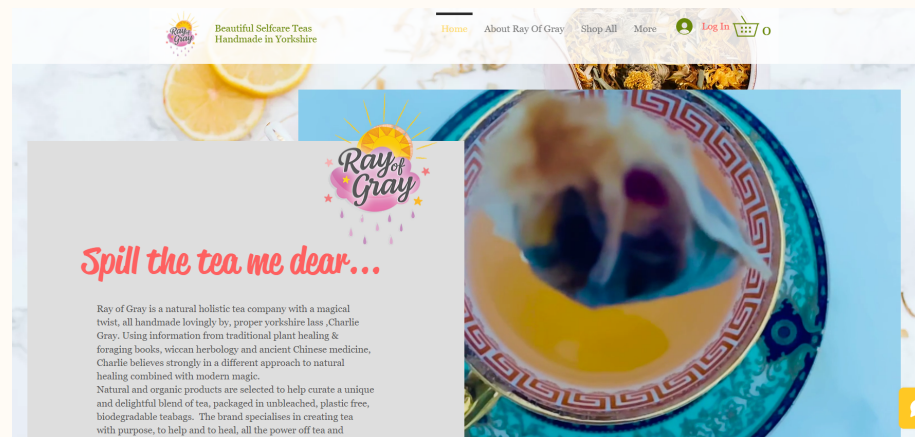 Ray of Gray
Beautiful Selfcare Teas
Handmade in Yorkshire
Home About Ray Of Gray Shop All More Log In 0
Ray of
Gray
Spill the tea me dear...
Ray of Gray is a natural holistic tea company with a magical
twist, all handmade lovingly by, proper yorkshire lass ,Charlie
Gray. Using information from traditional plant healing &
foraging books, wiccan herbology and ancient Chinese medicine,
Charlie believes strongly in a different approach to natural
healing combined with modern magic.
Natural and organic products are selected to help curate a unique
and delightful blend of tea, packaged in unbleached, plastic free,
biodegradable teabags. The brand specialises in creating tea
with purpose, to help and to heal, all the power off tea and